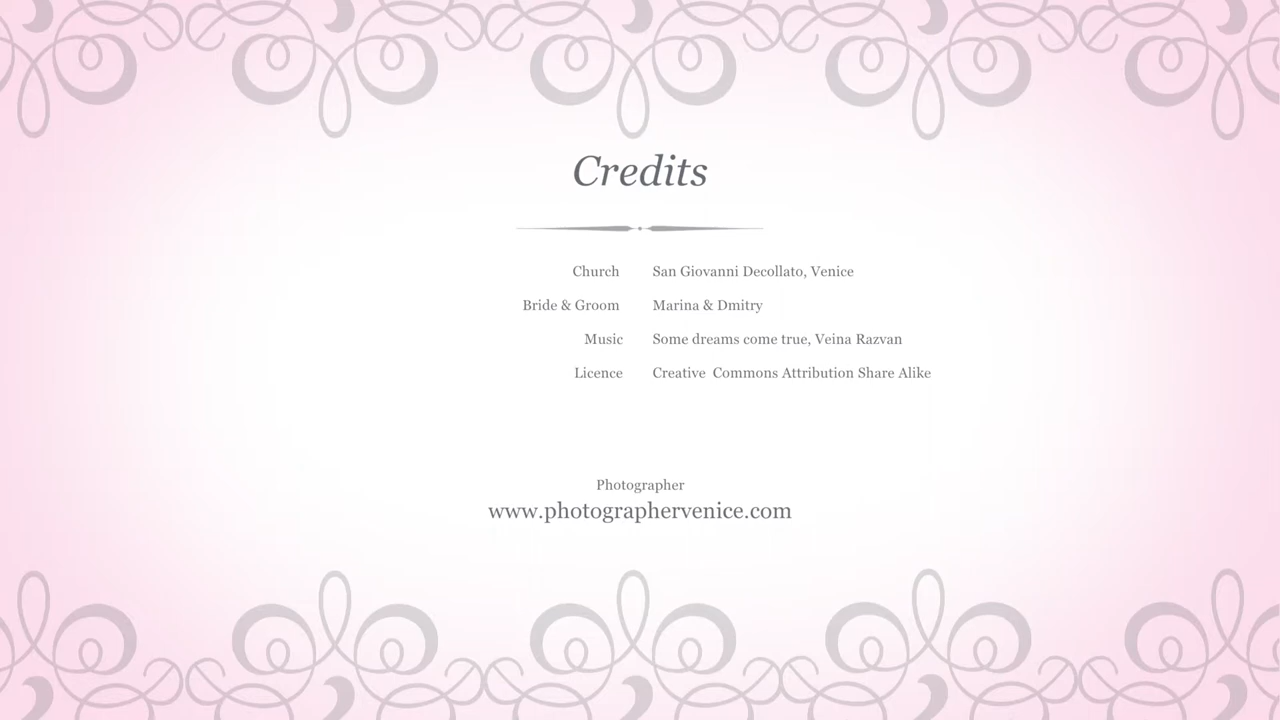 Credits
Church San Giovanni Decollato, Venice
Bride & Groom Marina & Dmitry
Music Some dreams come true, Veina Razvan
Licence Creative Commons Attribution Share Alike
Photographer
www.photographervenice.com